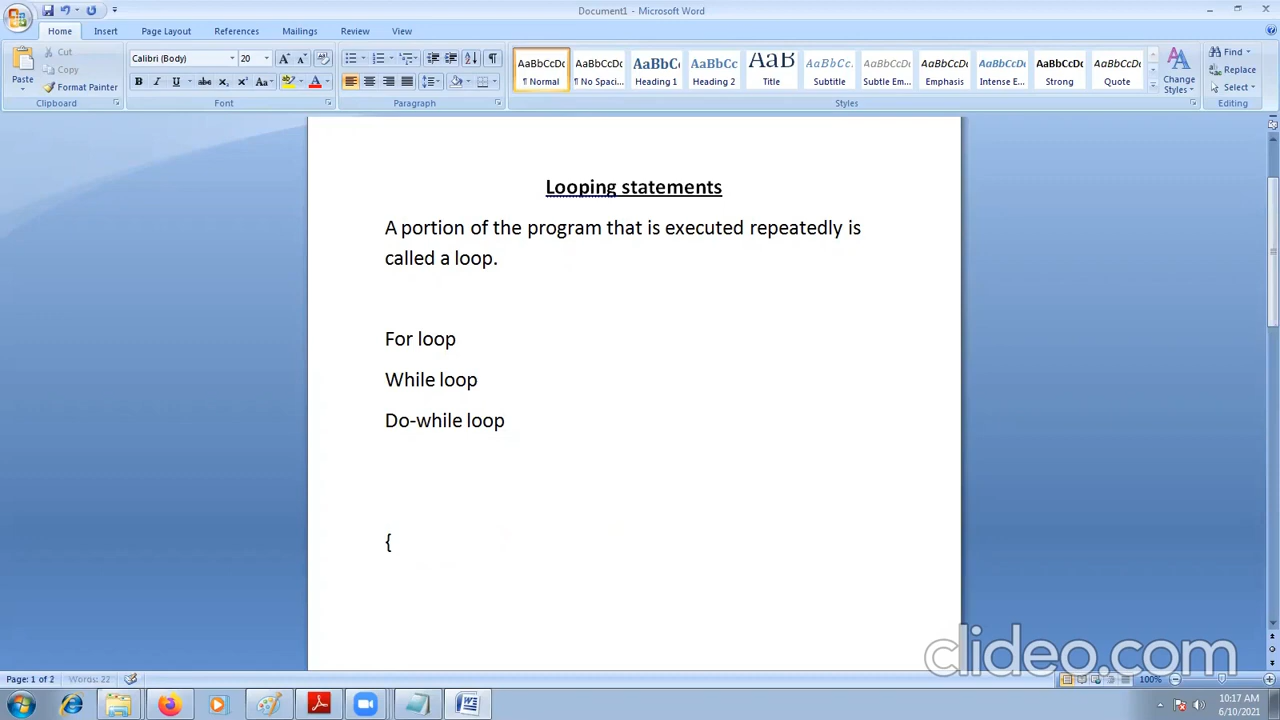 Document1 - Microsoft Word
Home Insert Page Layout References Mailings Review View
Cut
Copy
Format Painter
Paste
Clipboard
Calibri (Body) 20
Font
Paragraph
AaBbCcDc AaBbCcDc AaBbCc AaBbCc AaB AaBbCc. AaBbCcDc AaBbCcDc AaBbCcDc AaBbCcDc AaBbCcDc
¶ Normal ¶ No Spaci... Heading 1 Heading 2 Title Subtitle Subtle Em... Emphasis Intense E... Strong Quote
Change Styles
Styles
Find
Replace
Select
Editing
Looping statements
A portion of the program that is executed repeatedly is
called a loop.
For loop
While loop
Do-while loop
{
clideo.com
Page: 1 of 2 Words: 22 100%
10:17 AM
6/10/2021